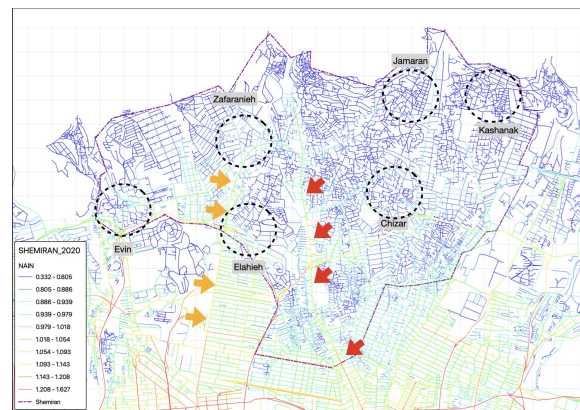 Jamaran
Zafaranieh
Kashanak
Chizar
Evin
Elahieh
SHEMIRAN_2020
NAIN
0.332 - 0.805
0.805 - 0.886
0.886 - 0.939
0.939 - 0.979
0.979 - 1.018
1.018 - 1.054
1.054 - 1.093
1.093 - 1.143
1.143 - 1.208
1.208 - 1.627
Shemiran